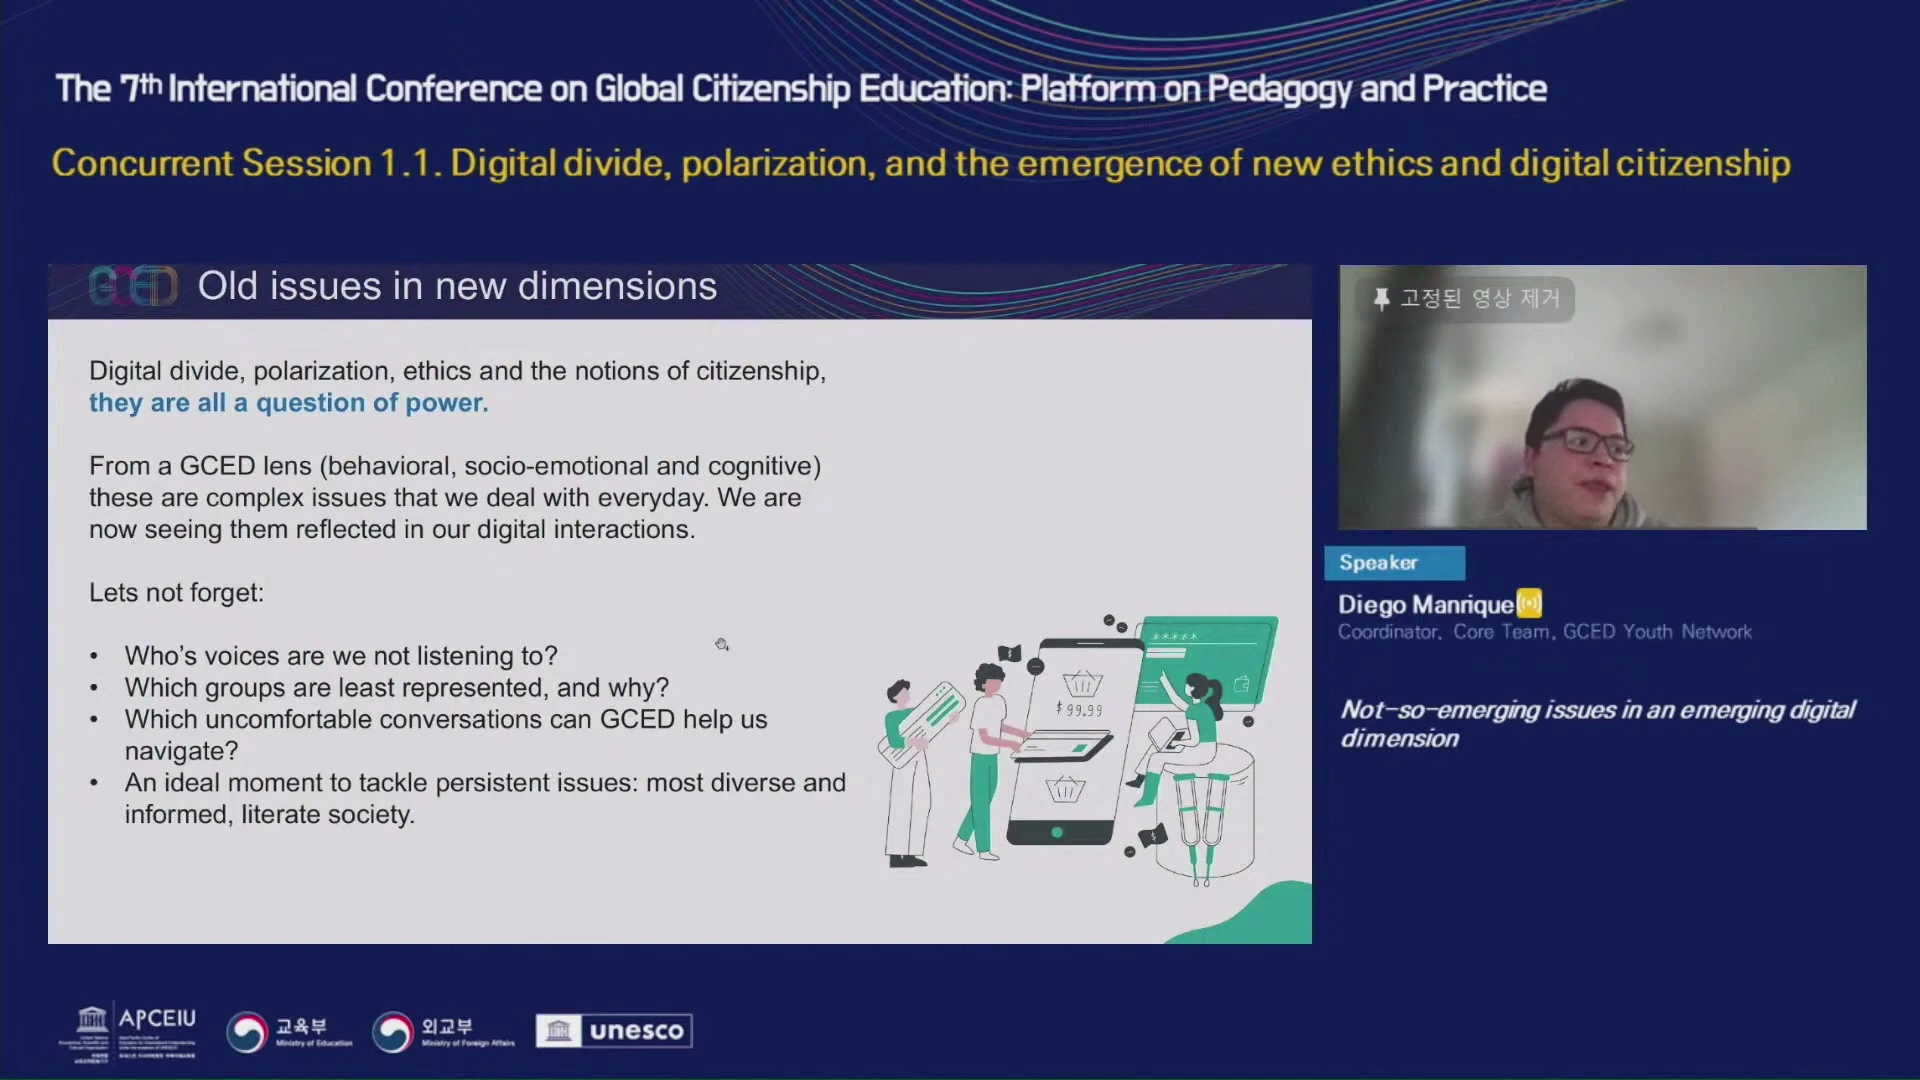 The 7th International Conference on Global Citizenship Education: Platform on Pedagogy and Practice
Concurrent Session 1.1. Digital divide, polarization, and the emergence of new ethics and digital citizenship
GCED Old issues in new dimensions
Digital divide, polarization, ethics and the notions of citizenship,
they are all a question of power.
From a GCED lens (behavioral, socio-emotional and cognitive)
these are complex issues that we deal with everyday. We are
now seeing them reflected in our digital interactions.
Lets not forget:
• Who's voices are we not listening to?
• Which groups are least represented, and why?
• Which uncomfortable conversations can GCED help us
navigate?
• An ideal moment to tackle persistent issues: most diverse and
informed, literate society.
*****
$99.99
고정된 영상 제거
Speaker
Diego Manrique
Coordinator, Core Team, GCED Youth Network
Not-so-emerging issues in an emerging digital
dimension
APCEIU
교육부
Ministry of Education
외교부
Ministry of Foreign Affairs
unesco